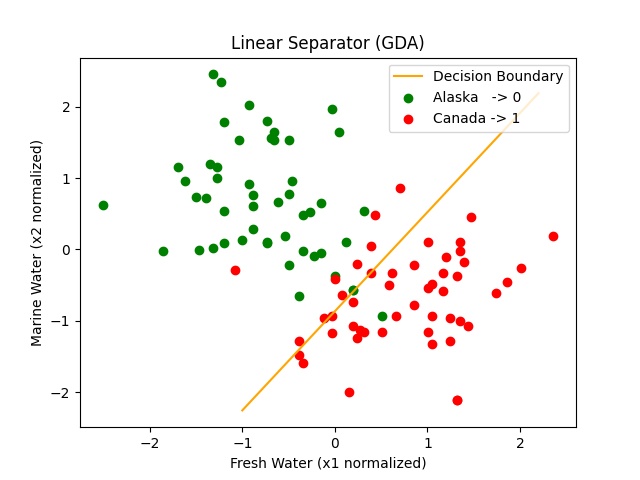 Linear Separator (GDA)
Decision Boundary
Alaska -> 0
Canada -> 1
Marine Water (x2 normalized)
2
1
0
−1
−2
−2 −1 0 1 2
Fresh Water (x1 normalized)